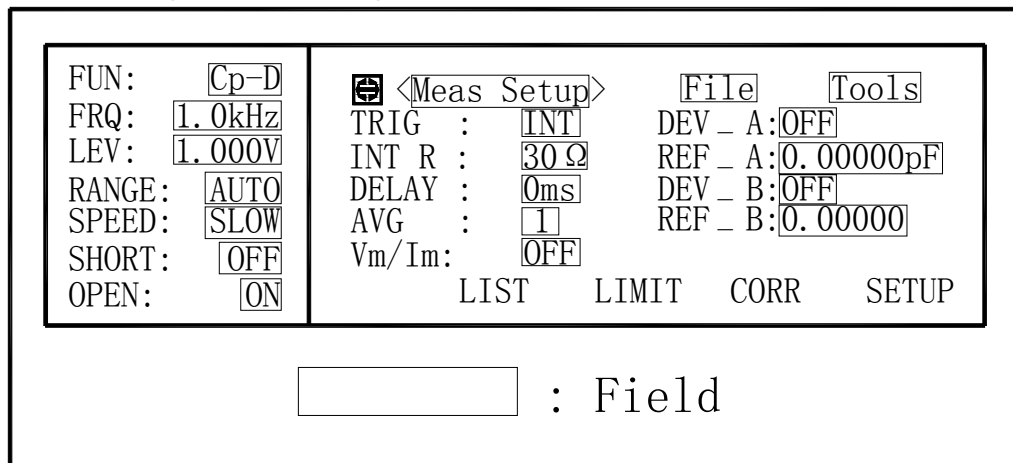 FUN: Cp-D
FRQ: 1.0kHz
LEV: 1.000V
RANGE: AUTO
SPEED: SLOW
SHORT: OFF
OPEN: ON
<Meas Setup> File Tools
TRIG : INT DEV_A:OFF
INT R : 30Ω REF_A:0.00000pF
DELAY : 0ms DEV_B:OFF
AVG : 1 REF_B:0.00000
Vm/Im: OFF
LIST LIMIT CORR SETUP
: Field